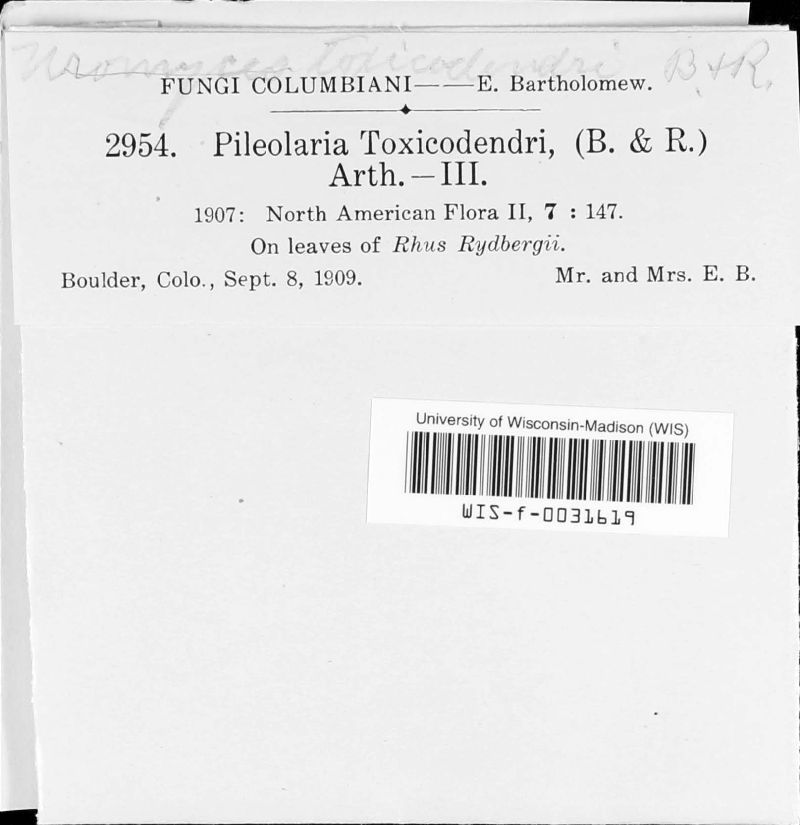 Uromyces toxicodendri B & R.
FUNGI COLUMBIANI——E. Bartholomew.
2954. Pileolaria Toxicodendri, (B. & R.)
Arth.—III.
1907: North American Flora II, 7 : 147.
On leaves of Rhus Rydbergii.
Boulder, Colo., Sept. 8, 1909. Mr. and Mrs. E. B.
University of Wisconsin-Madison (WIS)
WIS-f-0031619